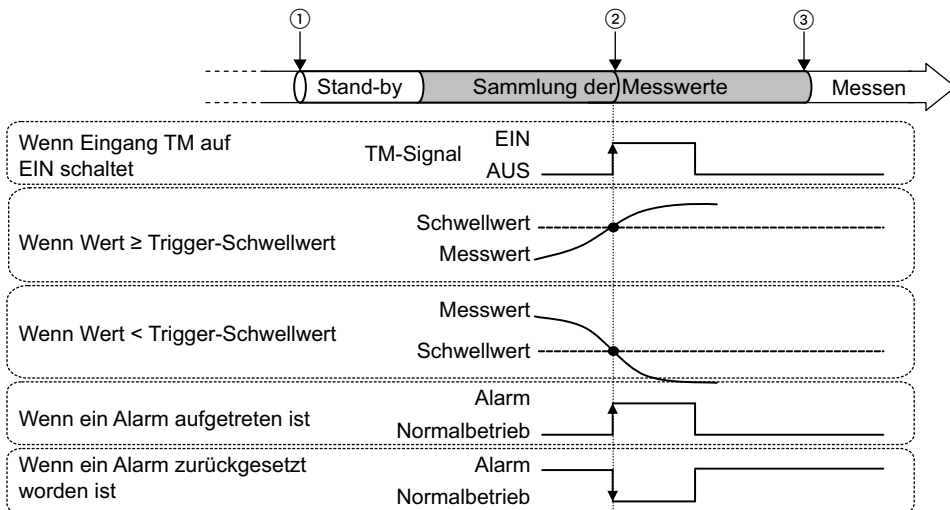 ① ② ③
Stand-by Sammlung der Messwerte Messen
Wenn Eingang TM auf
EIN schaltet
TM-Signal
EIN
AUS
Wenn Wert ≥ Trigger-Schwellwert
Schwellwert
Messwert
Wenn Wert < Trigger-Schwellwert
Messwert
Schwellwert
Wenn ein Alarm aufgetreten ist
Alarm
Normalbetrieb
Wenn ein Alarm zurückgesetzt
worden ist
Alarm
Normalbetrieb